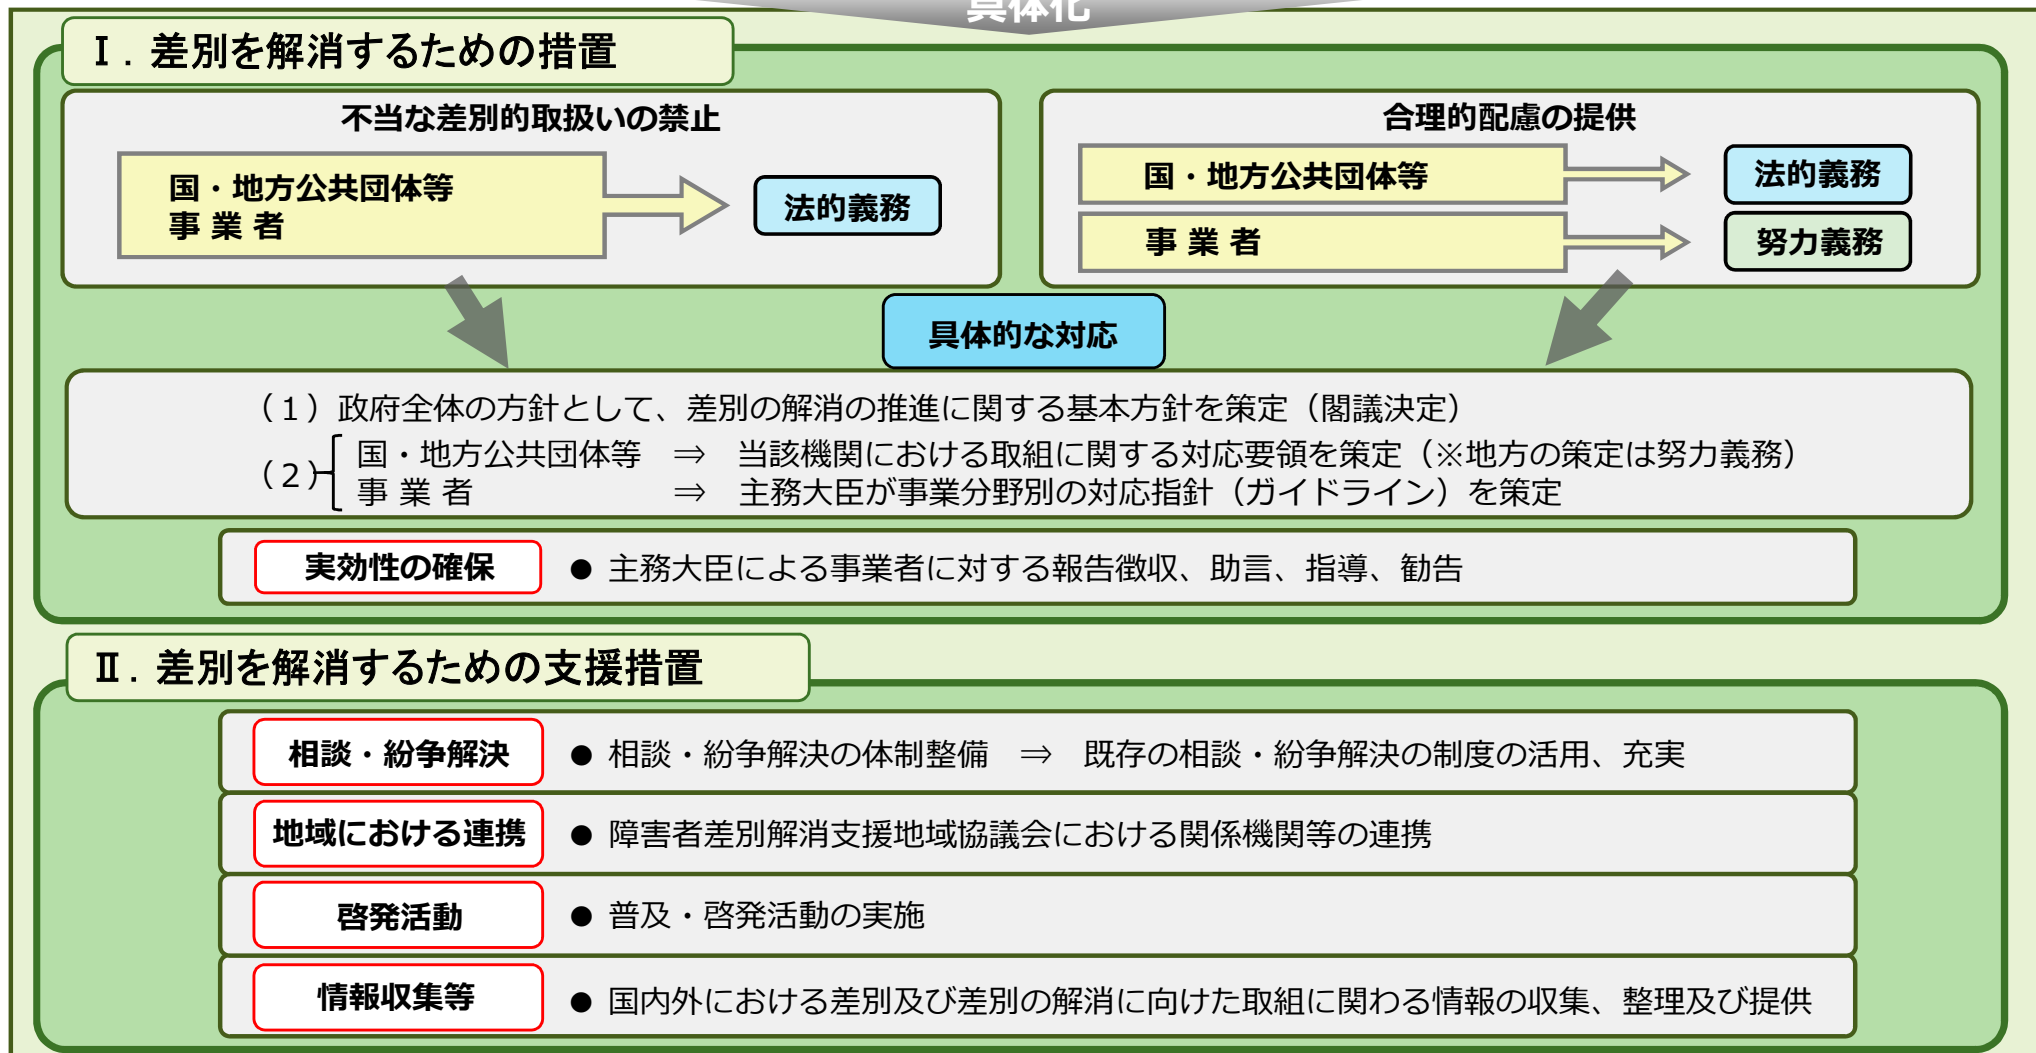 具体化
Ⅰ．差別を解消するための措置
不当な差別的取扱いの禁止
国・地方公共団体等
事 業 者
法的義務
合理的配慮の提供
国・地方公共団体等
法的義務
事 業 者
努力義務
具体的な対応
（１）政府全体の方針として、差別の解消の推進に関する基本方針を策定（閣議決定）
（２）
国・地方公共団体等 ⇒ 当該機関における取組に関する対応要領を策定（※地方の策定は努力義務）
事 業 者 ⇒ 主務大臣が事業分野別の対応指針（ガイドライン）を策定
実効性の確保 ● 主務大臣による事業者に対する報告徴収、助言、指導、勧告
Ⅱ．差別を解消するための支援措置
相談・紛争解決 ● 相談・紛争解決の体制整備 ⇒ 既存の相談・紛争解決の制度の活用、充実
地域における連携 ● 障害者差別解消支援地域協議会における関係機関等の連携
啓発活動 ● 普及・啓発活動の実施
情報収集等 ● 国内外における差別及び差別の解消に向けた取組に関わる情報の収集、整理及び提供